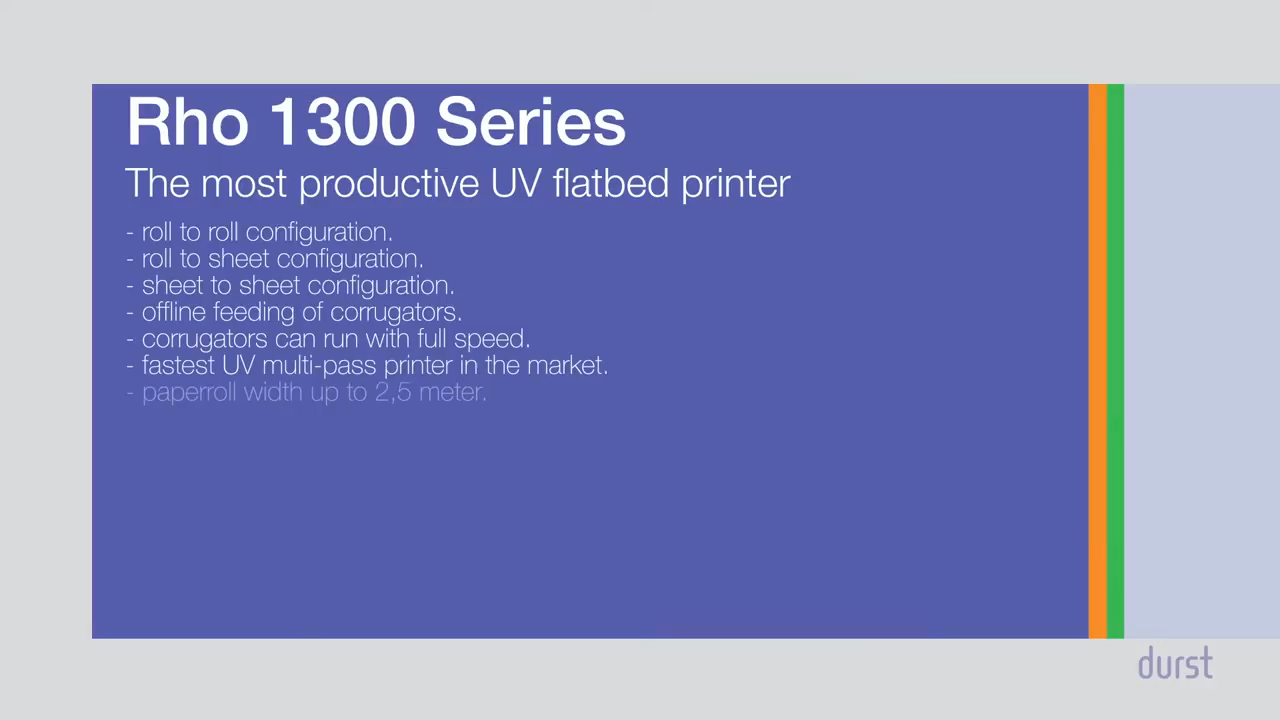 Rho 1300 Series
The most productive UV flatbed printer
- roll to roll configuration.
- roll to sheet configuration.
- sheet to sheet configuration.
- offline feeding of corrugators.
- corrugators can run with full speed.
- fastest UV multi-pass printer in the market.
- paperroll width up to 2,5 meter.
durst